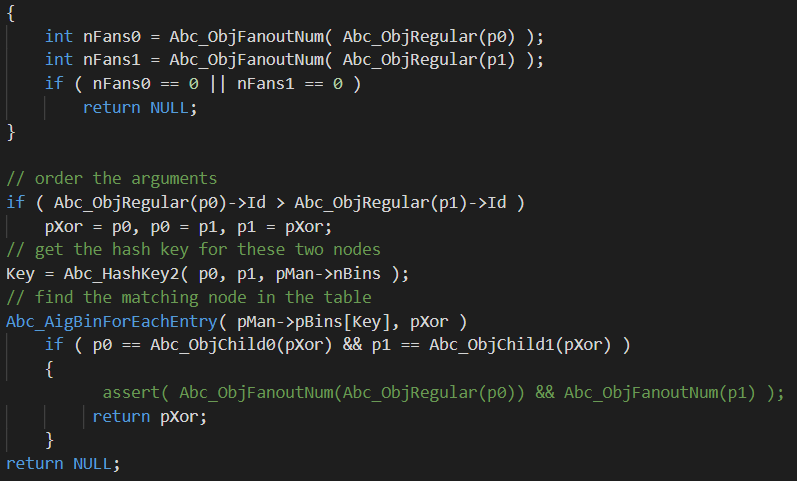 {
    int nFans0 = Abc_ObjFanoutNum( Abc_ObjRegular(p0) );
    int nFans1 = Abc_ObjFanoutNum( Abc_ObjRegular(p1) );
    if ( nFans0 == 0 || nFans1 == 0 )
        return NULL;
}

// order the arguments
if ( Abc_ObjRegular(p0)->Id > Abc_ObjRegular(p1)->Id )
    pXor = p0, p0 = p1, p1 = pXor;
// get the hash key for these two nodes
Key = Abc_HashKey2( p0, p1, pMan->nBins );
// find the matching node in the table
Abc_AigBinForEachEntry( pMan->pBins[Key], pXor )
    if ( p0 == Abc_ObjChild0(pXor) && p1 == Abc_ObjChild1(pXor) )
    {
          assert( Abc_ObjFanoutNum(Abc_ObjRegular(p0)) && Abc_ObjFanoutNum(p1) );
         return pXor;
    }
return NULL;